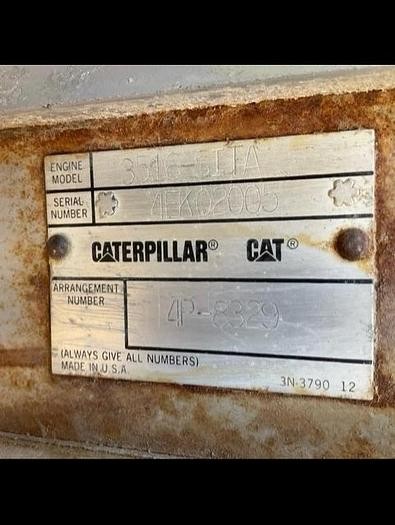 ENGINE MODEL 3516-SITA
SERIAL NUMBER 4EK02005
CATERPILLAR® CAT®
ARRANGEMENT NUMBER
4P-8329
(ALWAYS GIVE ALL NUMBERS)
MADE IN U.S.A.
3N-3790 12